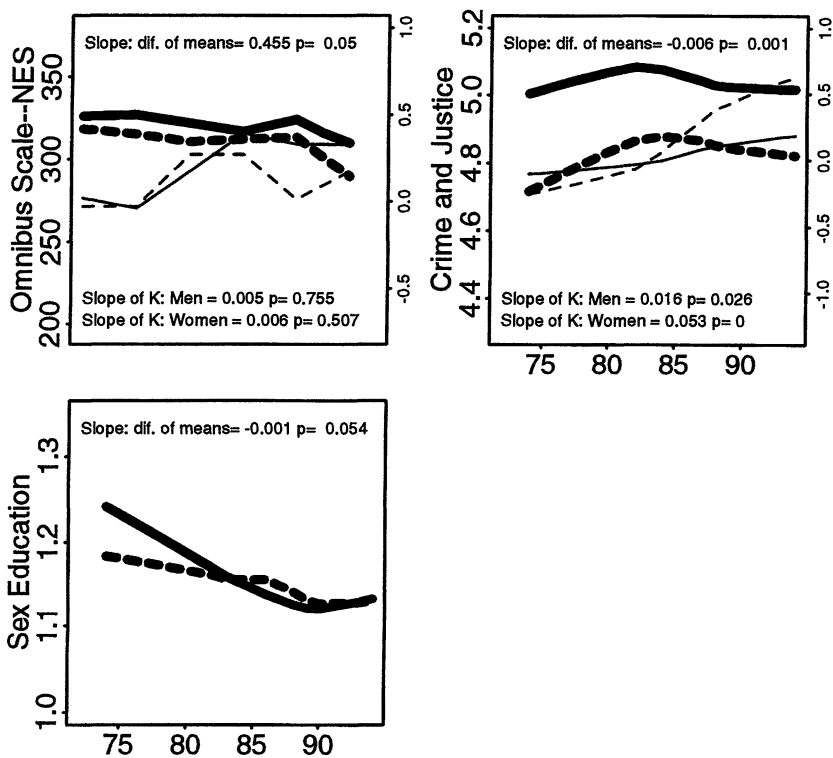 Slope: dif. of means= 0.455 p= 0.05
Omnibus Scale--NES
350
300
250
200
1.0
0.5
0.0
-0.5
Slope of K: Men = 0.005 p= 0.755
Slope of K: Women = 0.006 p= 0.507
Slope: dif. of means= -0.006 p= 0.001
Crime and Justice
5.2
5.0
4.8
4.6
4.4
1.0
0.5
0.0
-0.5
-1.0
Slope of K: Men = 0.016 p= 0.026
Slope of K: Women = 0.053 p= 0
75 80 85 90
Slope: dif. of means= -0.001 p= 0.054
Sex Education
1.3
1.2
1.1
1.0
75 80 85 90